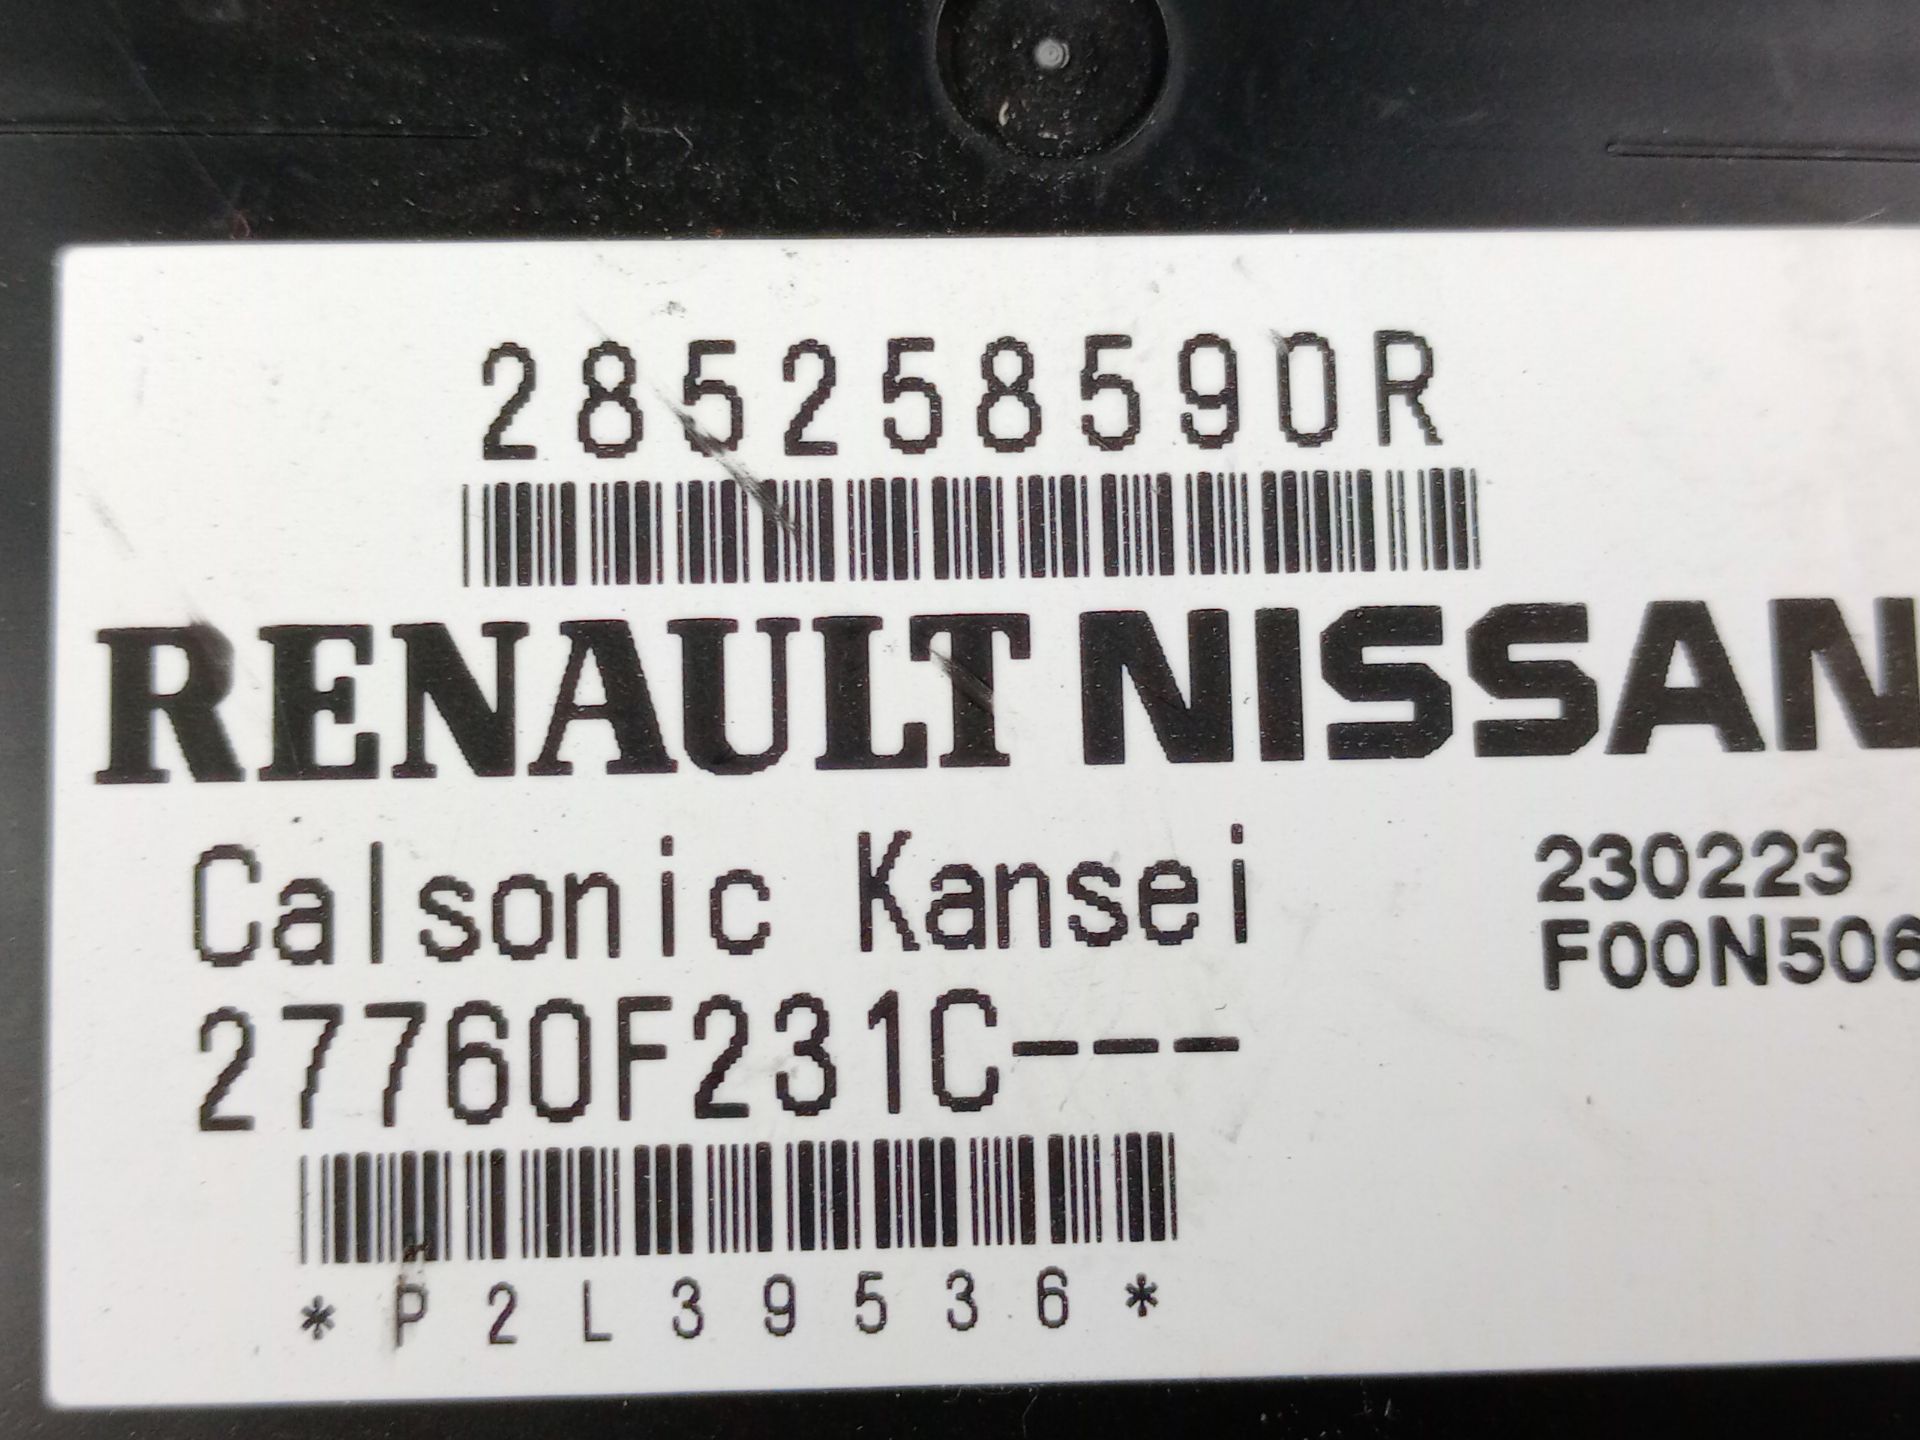 285258590R
RENAULT NISSAN
Calsonic Kansei
230223
F00N506
27760F231C---
*P2L39536*